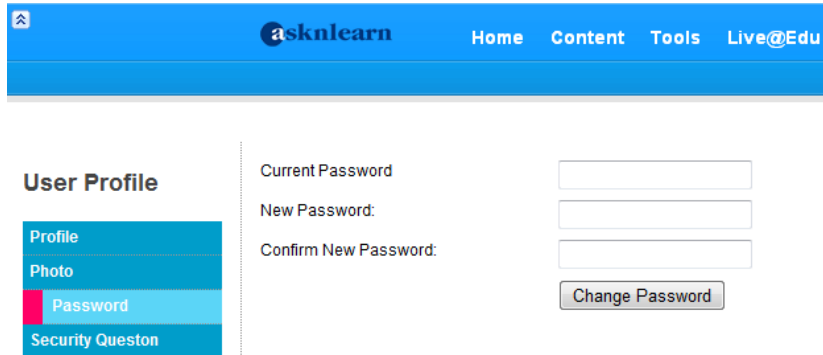 asknlearn Home Content Tools Live@Edu
User Profile
Profile
Photo
Password
Security Queston
Current Password
New Password:
Confirm New Password:
Change Password